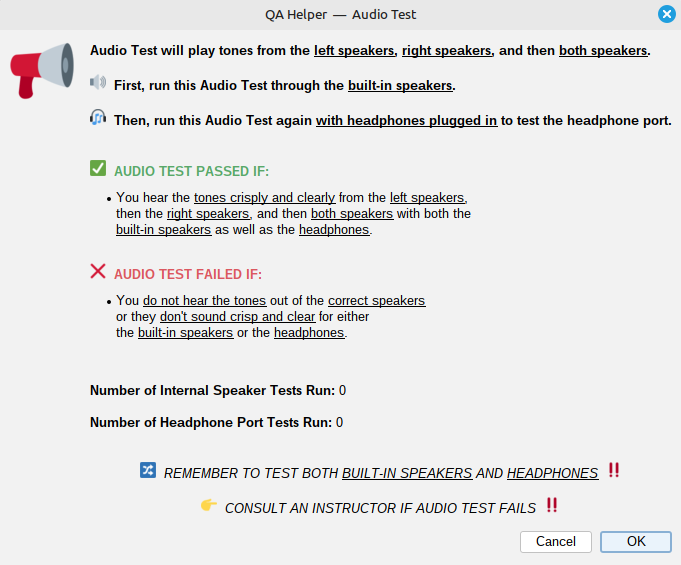 QA Helper — Audio Test
Audio Test will play tones from the left speakers, right speakers, and then both speakers.
First, run this Audio Test through the built-in speakers.
Then, run this Audio Test again with headphones plugged in to test the headphone port.
AUDIO TEST PASSED IF:
• You hear the tones crisply and clearly from the left speakers,
then the right speakers, and then both speakers with both the
built-in speakers as well as the headphones.
AUDIO TEST FAILED IF:
• You do not hear the tones out of the correct speakers
or they don't sound crisp and clear for either
the built-in speakers or the headphones.
Number of Internal Speaker Tests Run: 0
Number of Headphone Port Tests Run: 0
REMEMBER TO TEST BOTH BUILT-IN SPEAKERS AND HEADPHONES ‼
CONSULT AN INSTRUCTOR IF AUDIO TEST FAILS ‼
Cancel OK